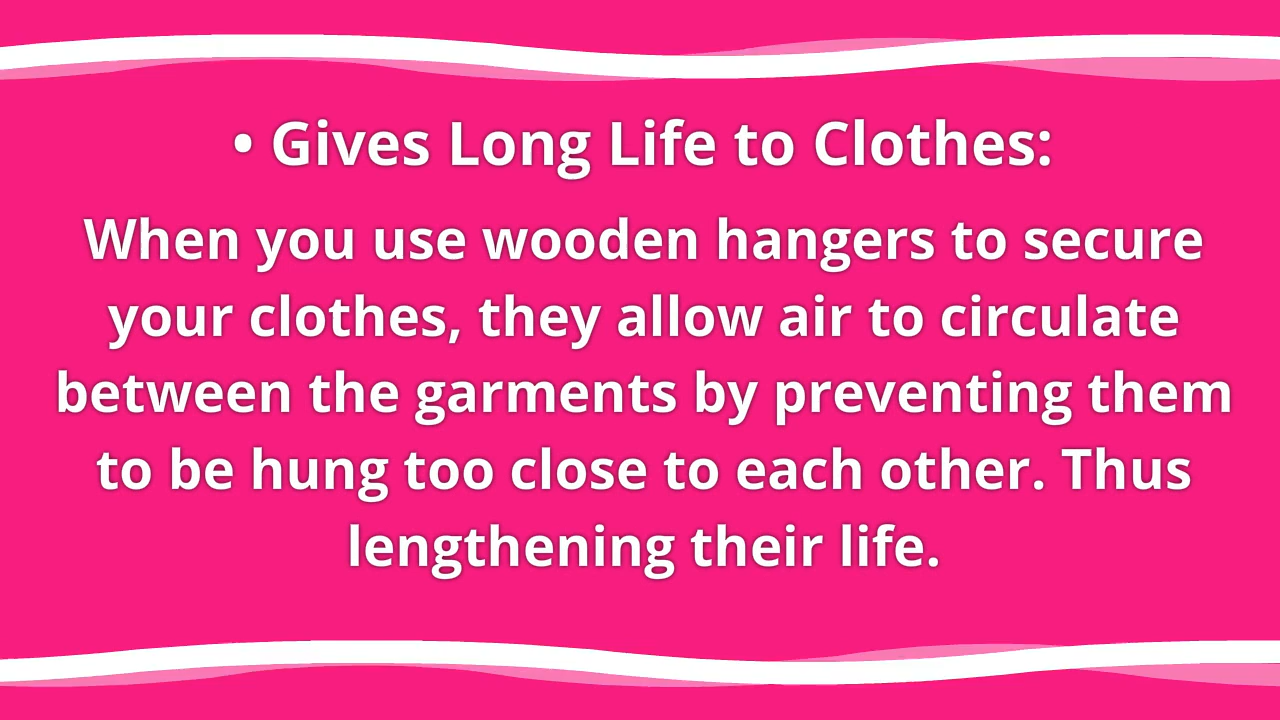 • Gives Long Life to Clothes:
When you use wooden hangers to secure
your clothes, they allow air to circulate
between the garments by preventing them
to be hung too close to each other. Thus
lengthening their life.